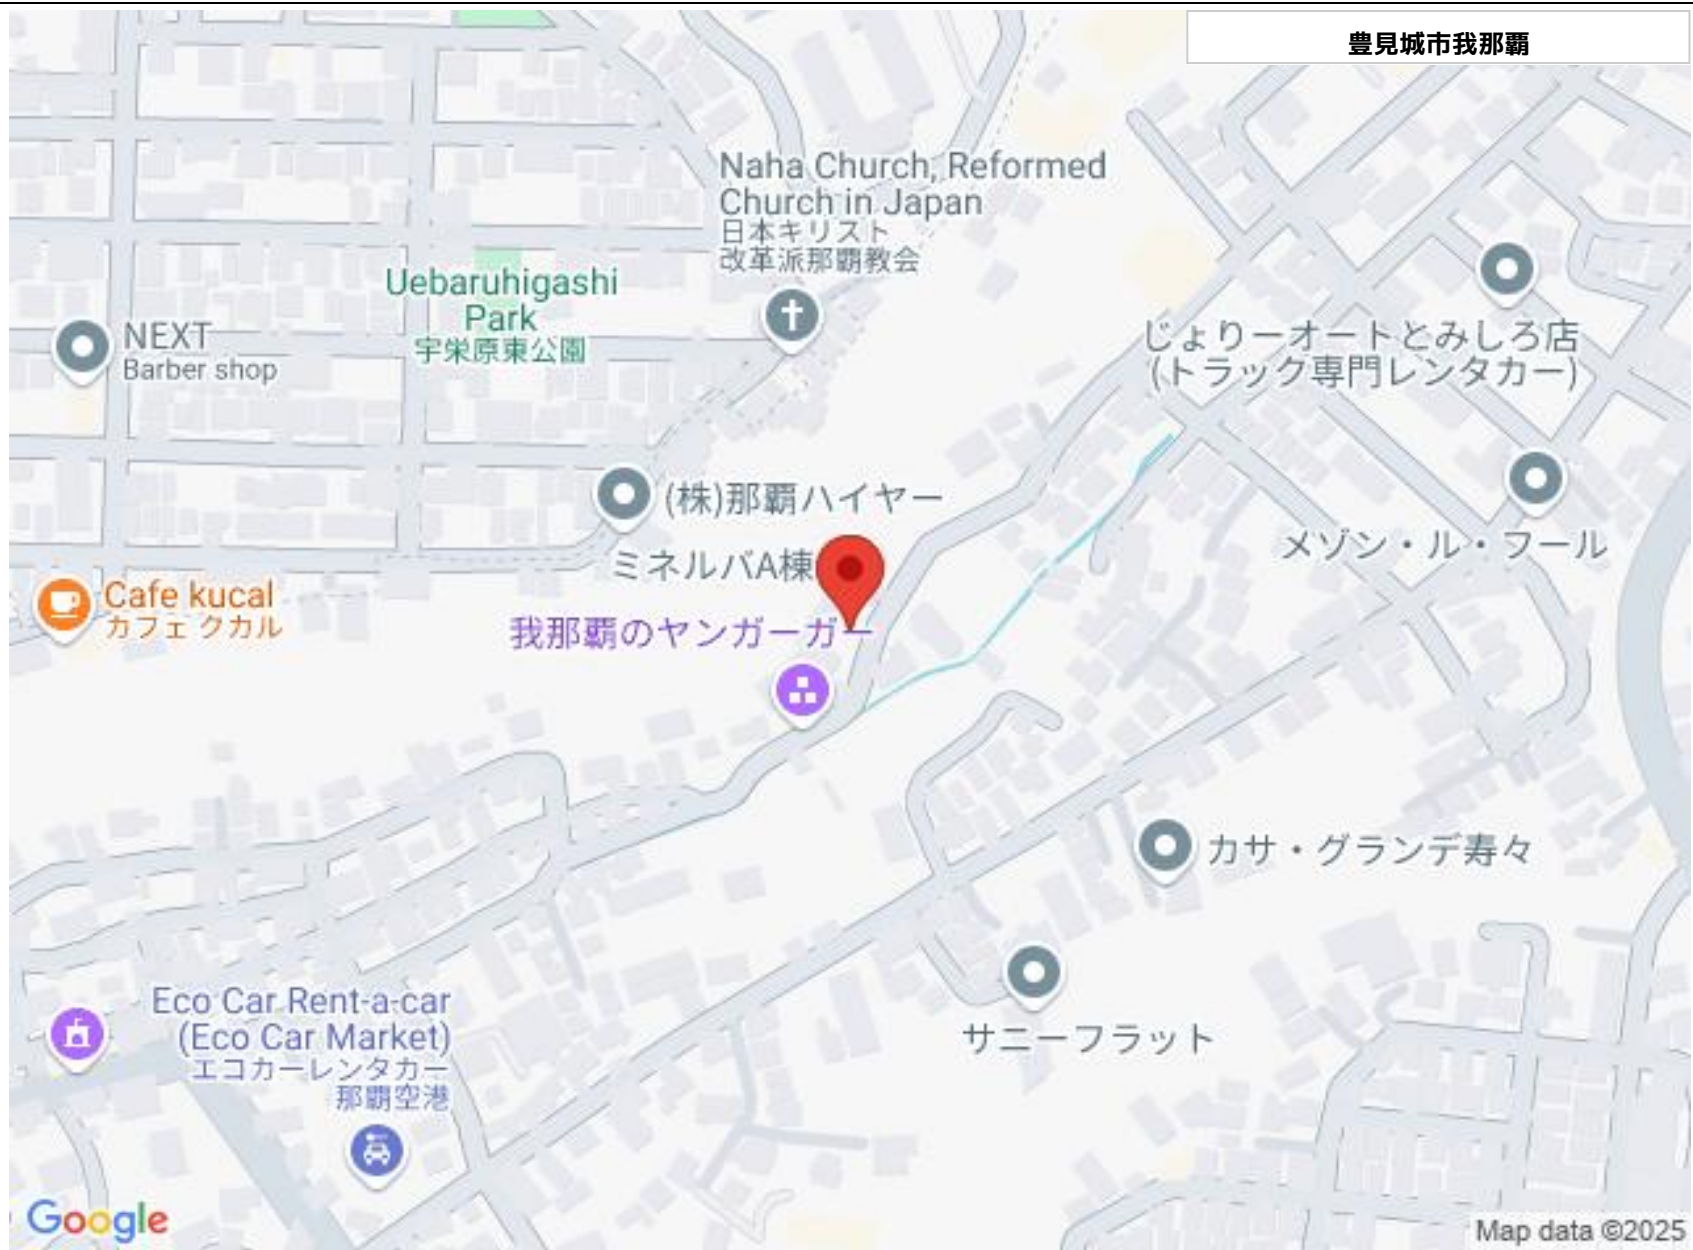 豊見城市我那覇
Naha Church, Reformed
Church in Japan
日本キリスト
改革派那覇教会
Uebaruhigashi
Park
宇栄原東公園
NEXT
Barber shop
じょりーオートとみしろ店
(トラック専門レンタカー)
(株)那覇ハイヤー
メゾン・ル・フール
ミネルバA棟
Cafe kucal
カフェ クカル
我那覇のヤンガーガー
カサ・グランデ寿々
Eco Car Rent-a-car
(Eco Car Market)
エコカーレンタカー
那覇空港
サニーフラット
Google
Map data ©2025